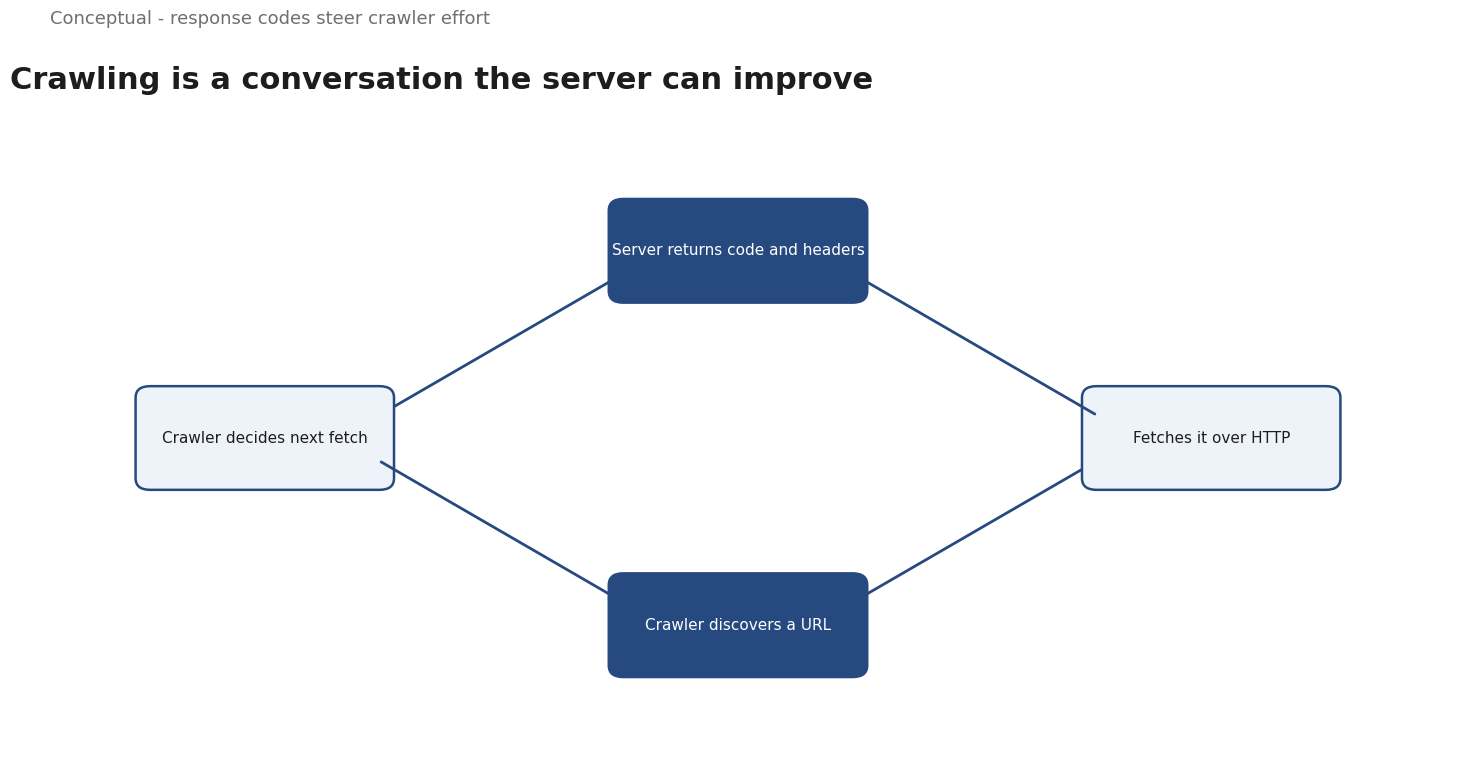 Conceptual - response codes steer crawler effort
Crawling is a conversation the server can improve
Server returns code and headers
Crawler decides next fetch
Fetches it over HTTP
Crawler discovers a URL